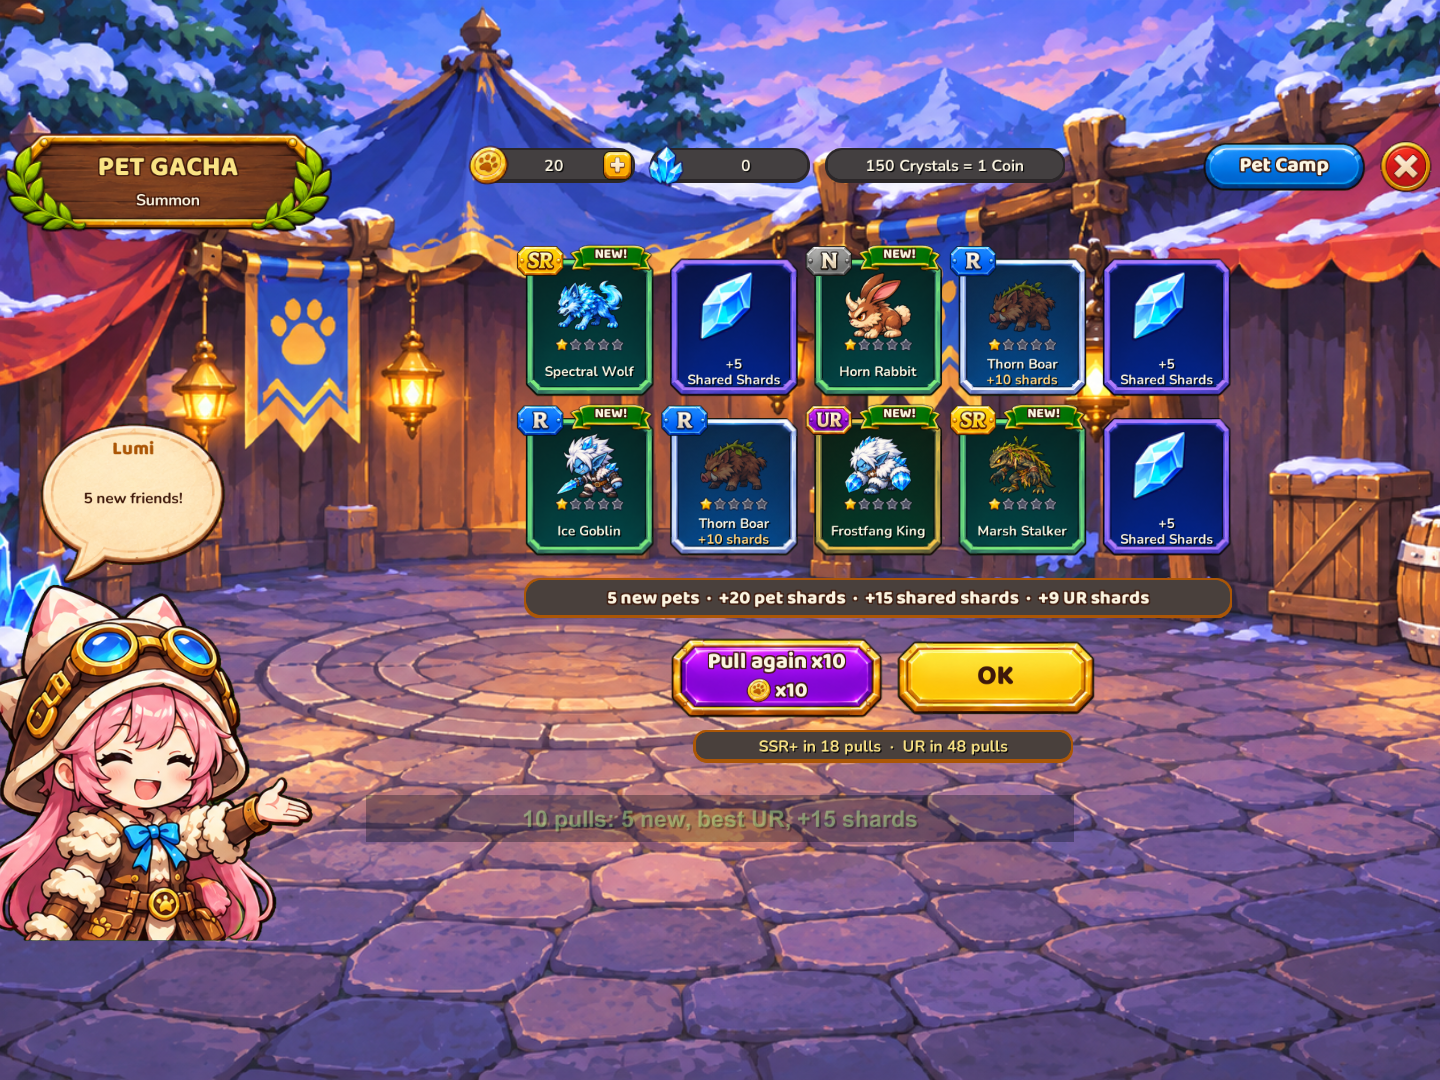 PET GACHA
Summon
20
0
150 Crystals = 1 Coin
Pet Camp
SR
NEW!
Spectral Wolf
+5
Shared Shards
N
NEW!
Horn Rabbit
R
Thorn Boar
+10 shards
+5
Shared Shards
R
NEW!
Ice Goblin
R
Thorn Boar
+10 shards
UR
NEW!
Frostfang King
SR
NEW!
Marsh Stalker
+5
Shared Shards
Lumi
5 new friends!
5 new pets · +20 pet shards · +15 shared shards · +9 UR shards
Pull again x10
x10
OK
SSR+ in 18 pulls · UR in 48 pulls
10 pulls: 5 new, best UR, +15 shards